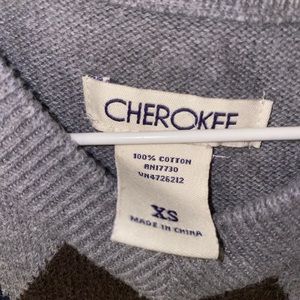 CHEROKEE
100% COTTON
RN17730
VN4726212
XS
MADE IN CHINA